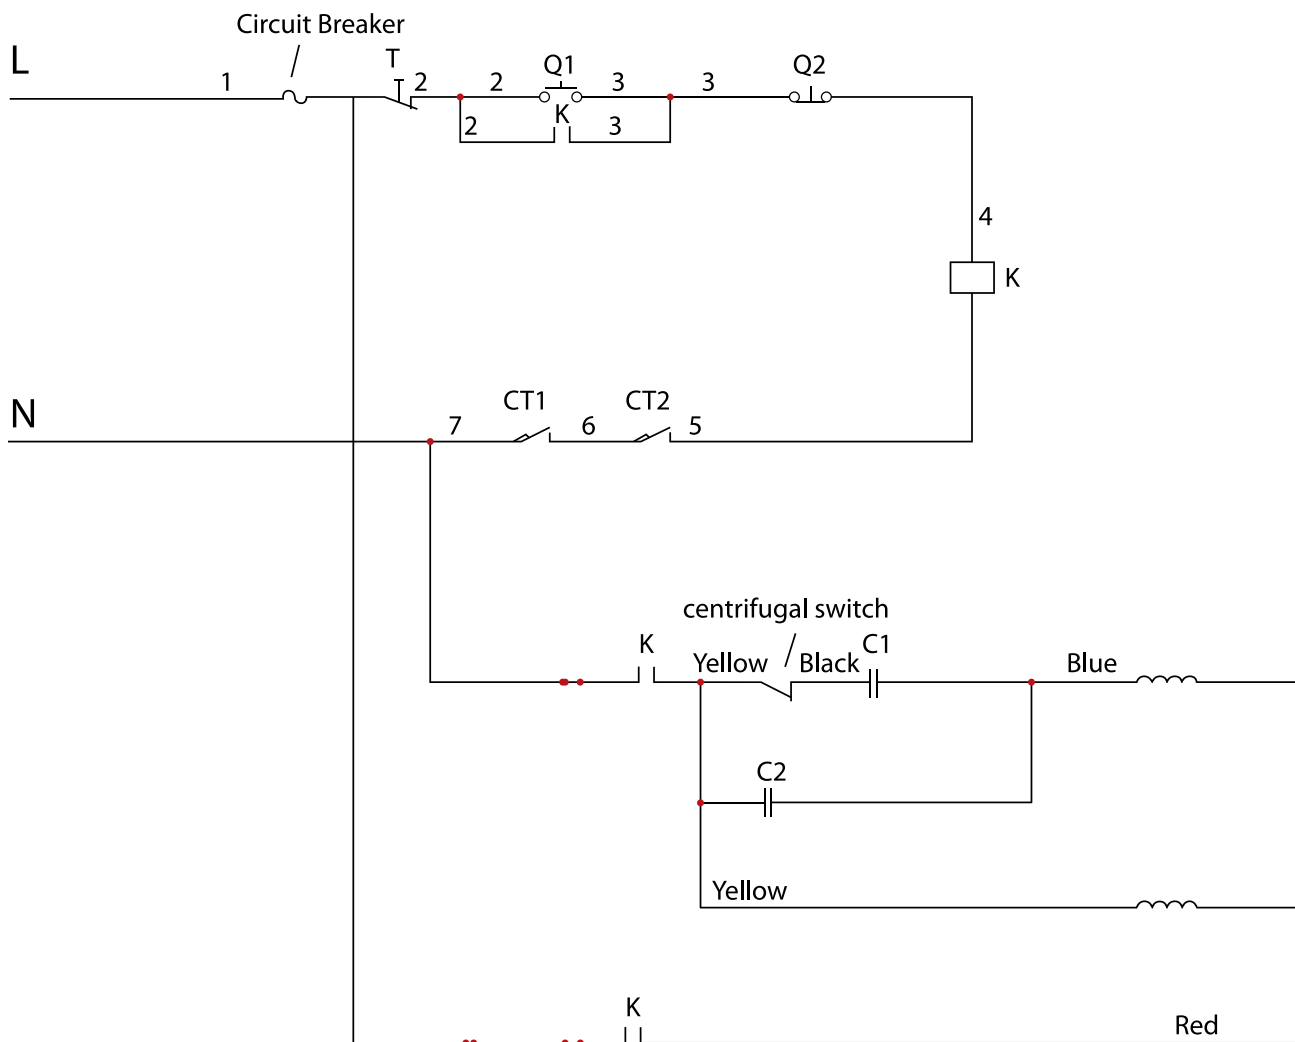 Circuit Breaker
L
T
1
2
2
Q1
3
3
Q2
2
K
3
4
K
N
CT1
CT2
7
6
5
centrifugal switch
K
Yellow
Black
C1
Blue
C2
Yellow
K
Red